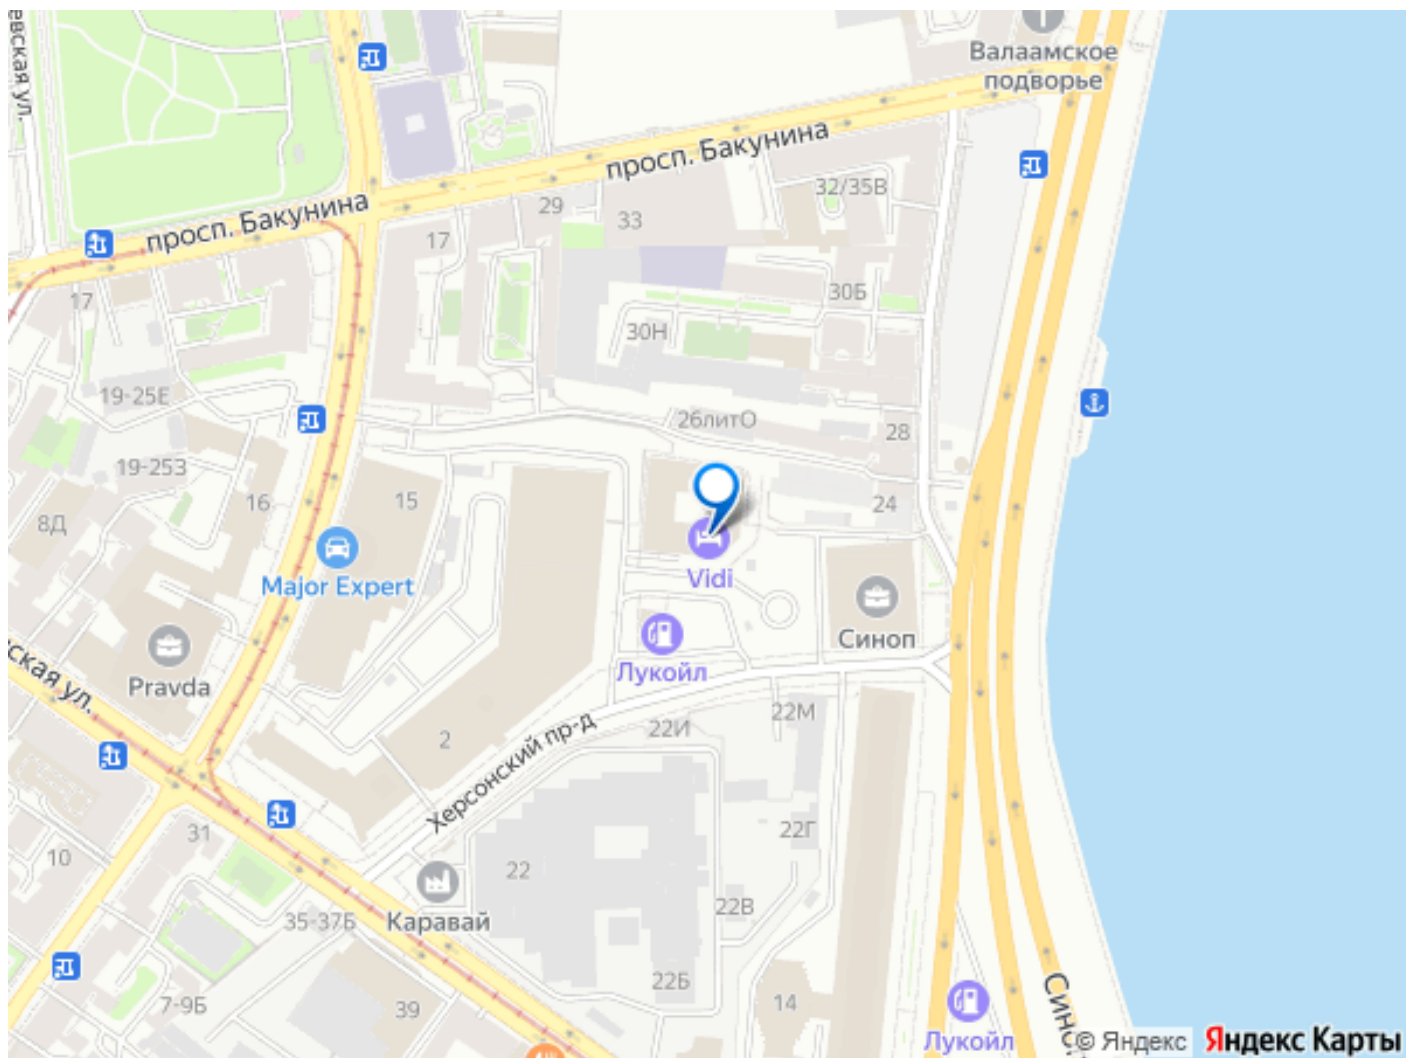 евская ул.
Валаамское
подворье
просп. Бакунина
32/35В
29
33
просп. Бакунина
17
17
30Б
30Н
19-25Е
26литО
28
19-253
16
15
24
8Д
Major Expert
Vidi
Синоп
Лукойл
ская ул.
Pravda
22М
22И
2
Херсонский пр-д
22Г
31
10
22
22В
35-37Б
Каравай
22Б
7-9Б
39
14
Лукойл
Синоп
© Яндекс
Яндекс Карты